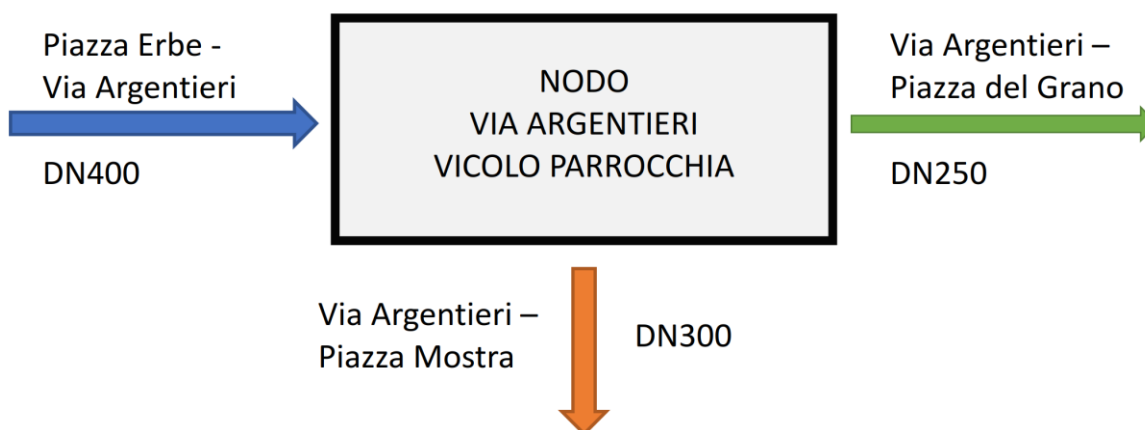 Piazza Erbe -
Via Argentieri
DN400
NODO
VIA ARGENTIERI
VICOLO PARROCCHIA
Via Argentieri –
Piazza del Grano
DN250
Via Argentieri –
Piazza Mostra
DN300